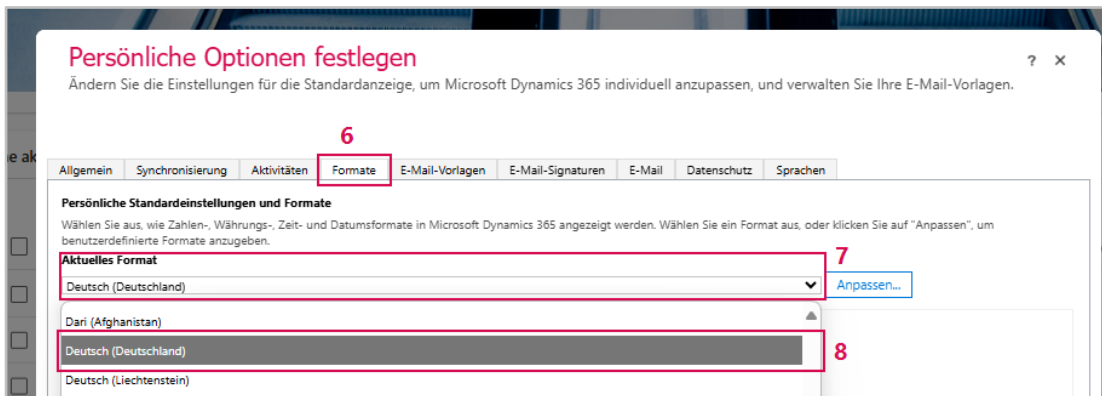 Persönliche Optionen festlegen
? ×
Ändern Sie die Einstellungen für die Standardanzeige, um Microsoft Dynamics 365 individuell anzupassen, und verwalten Sie Ihre E-Mail-Vorlagen.
6
Allgemein Synchronisierung Aktivitäten Formate E-Mail-Vorlagen E-Mail-Signaturen E-Mail Datenschutz Sprachen
Persönliche Standardeinstellungen und Formate
Wählen Sie aus, wie Zahlen-, Währungs-, Zeit- und Datumsformate in Microsoft Dynamics 365 angezeigt werden. Wählen Sie ein Format aus, oder klicken Sie auf "Anpassen", um
benutzerdefinierte Formate anzugeben.
Aktuelles Format
7
Deutsch (Deutschland)
Anpassen...
Dari (Afghanistan)
Deutsch (Deutschland)
8
Deutsch (Liechtenstein)